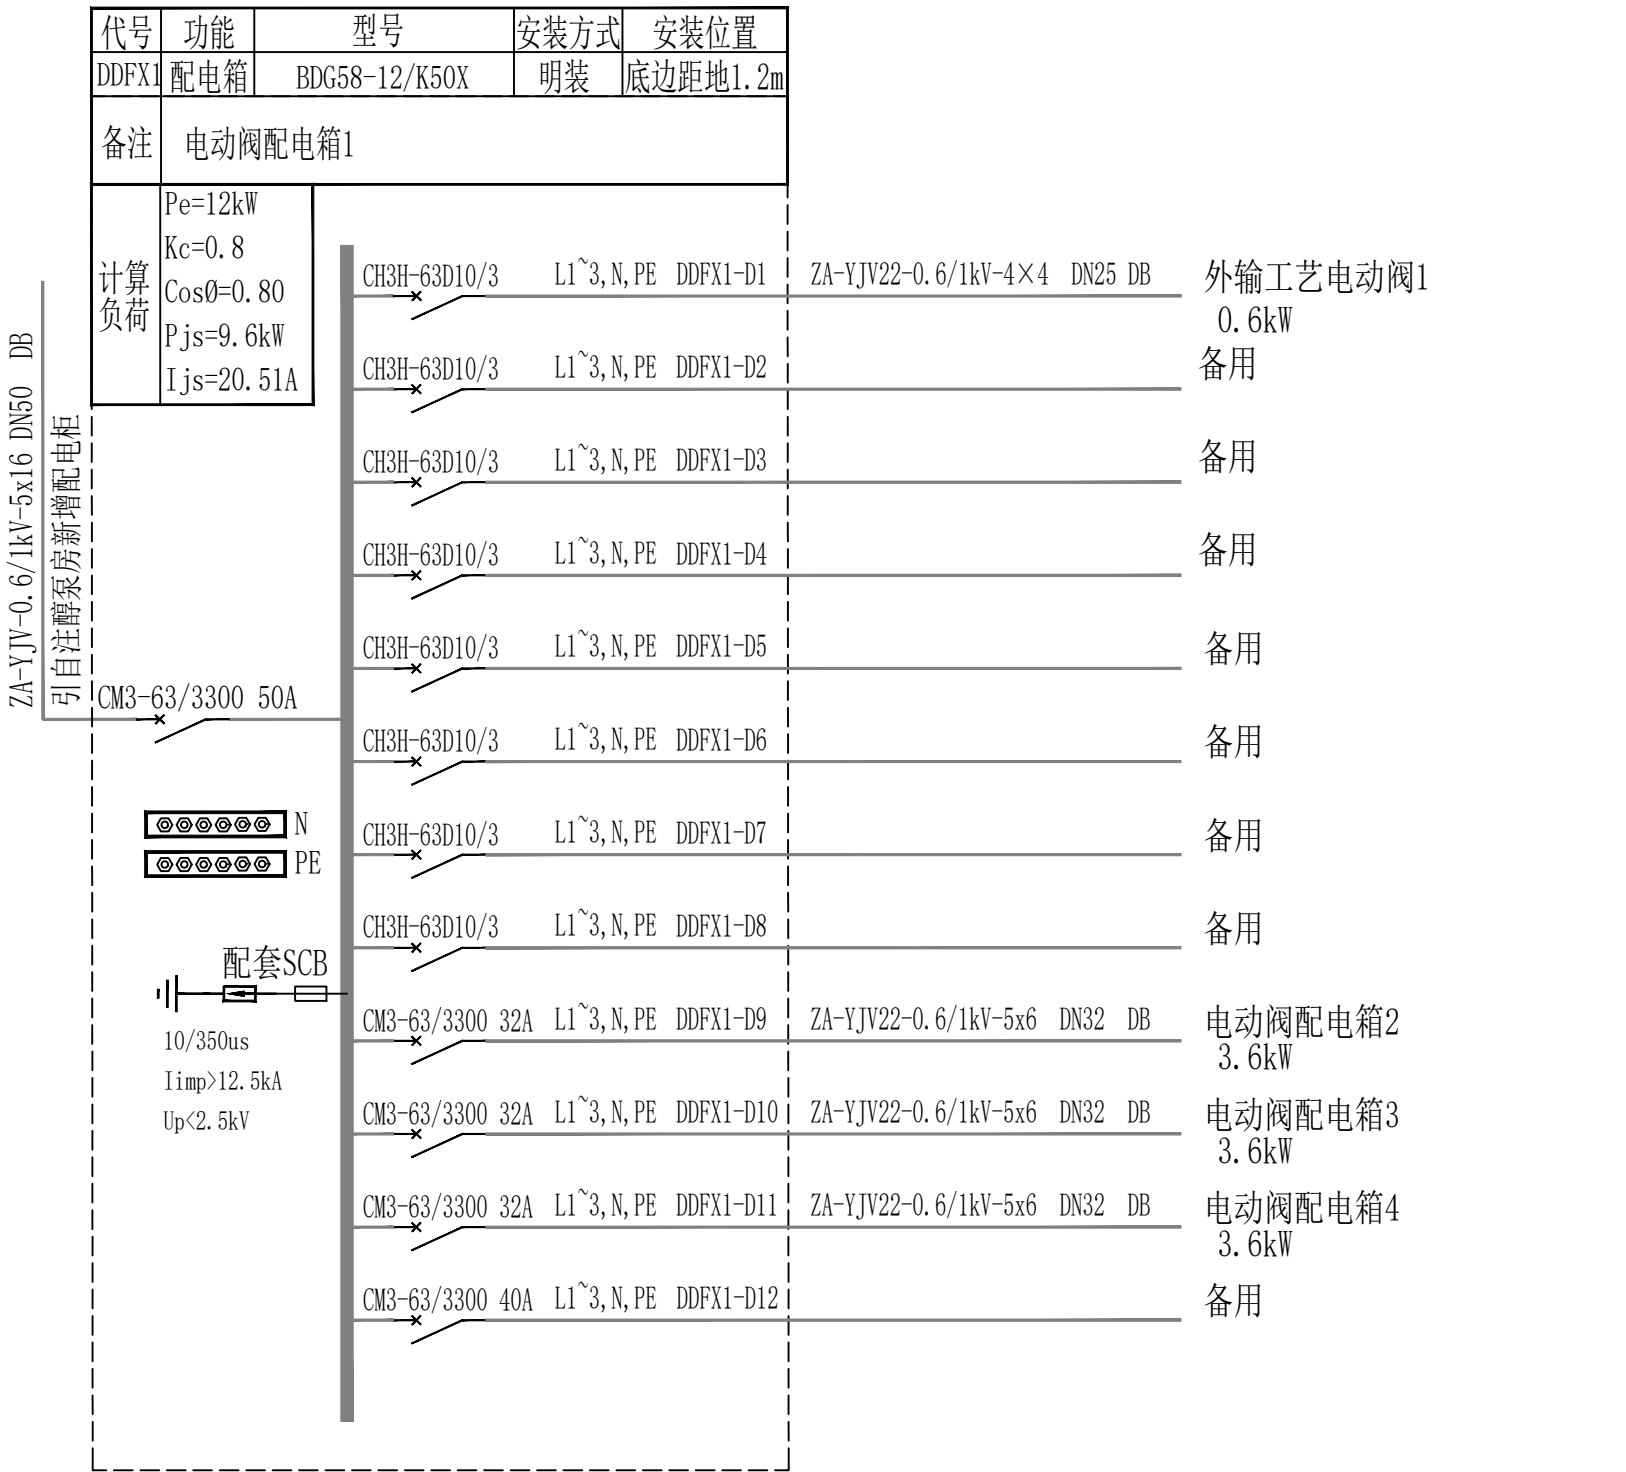 代号 功能 型号 安装方式 安装位置
DDFX1 配电箱 BDG58-12/K50X 明装 底边距地1.2m
备注 电动阀配电箱1
计算
负荷
Pe=12kW
Kc=0.8
CosØ=0.80
Pjs=9.6kW
Ijs=20.51A
ZA-YJV-0.6/1kV-5x16 DN50 DB
引自注醇泵房新增配电柜
CM3-63/3300 50A
N
PE
配套SCB
10/350us
Iimp>12.5kA
Up<2.5kV
CH3H-63D10/3 L1~3,N,PE DDFX1-D1 ZA-YJV22-0.6/1kV-4×4 DN25 DB 外输工艺电动阀1
0.6kW
CH3H-63D10/3 L1~3,N,PE DDFX1-D2 备用
CH3H-63D10/3 L1~3,N,PE DDFX1-D3 备用
CH3H-63D10/3 L1~3,N,PE DDFX1-D4 备用
CH3H-63D10/3 L1~3,N,PE DDFX1-D5 备用
CH3H-63D10/3 L1~3,N,PE DDFX1-D6 备用
CH3H-63D10/3 L1~3,N,PE DDFX1-D7 备用
CH3H-63D10/3 L1~3,N,PE DDFX1-D8 备用
CM3-63/3300 32A L1~3,N,PE DDFX1-D9 ZA-YJV22-0.6/1kV-5x6 DN32 DB 电动阀配电箱2
3.6kW
CM3-63/3300 32A L1~3,N,PE DDFX1-D10 ZA-YJV22-0.6/1kV-5x6 DN32 DB 电动阀配电箱3
3.6kW
CM3-63/3300 32A L1~3,N,PE DDFX1-D11 ZA-YJV22-0.6/1kV-5x6 DN32 DB 电动阀配电箱4
3.6kW
CM3-63/3300 40A L1~3,N,PE DDFX1-D12 备用